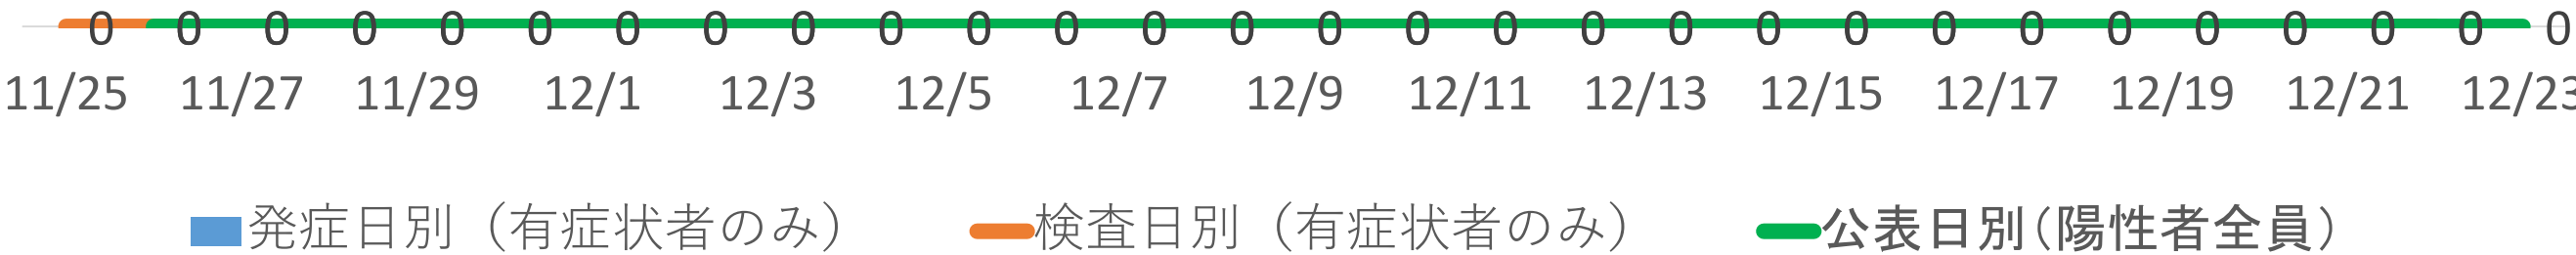 0 0 0 0 0 0 0 0 0 0 0 0 0 0 0 0 0 0 0 0 0 0 0 0 0 0 0 0 0
11/25 11/27 11/29 12/1 12/3 12/5 12/7 12/9 12/11 12/13 12/15 12/17 12/19 12/21 12/23
発症日別（有症状者のみ） 検査日別（有症状者のみ） 公表日別（陽性者全員）